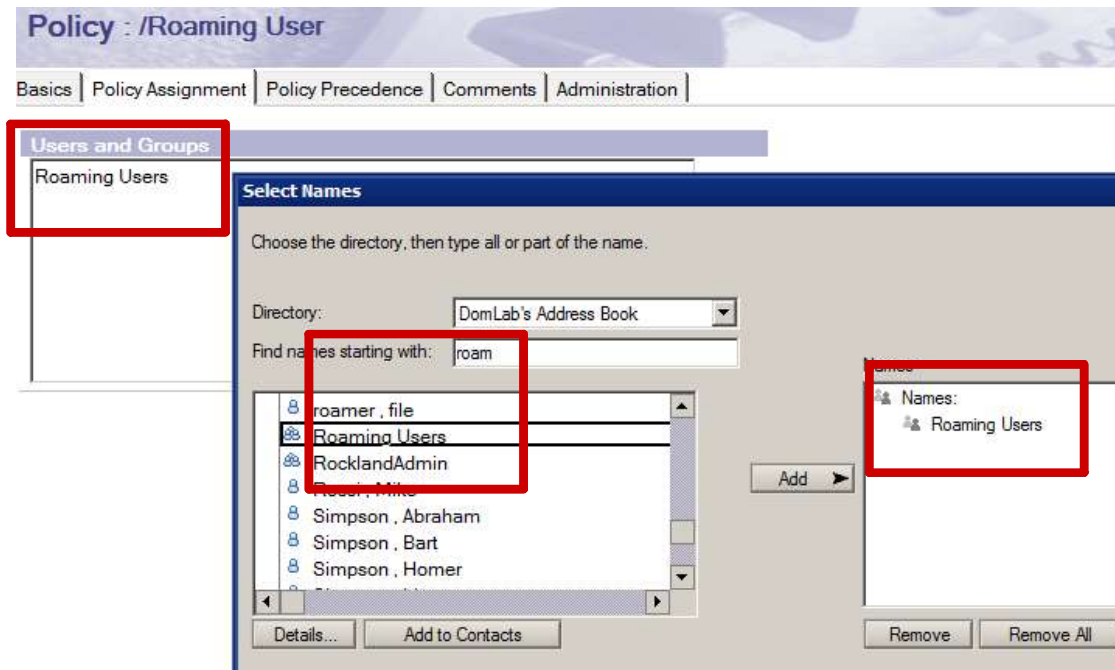 Policy : /Roaming User
Basics Policy Assignment Policy Precedence Comments Administration
Users and Groups
Roaming Users
Select Names
Choose the directory, then type all or part of the name.
Directory: DomLab's Address Book
Find names starting with: roam
Names
roamer , file
Roaming Users
RocklandAdmin
Rossi , Mike
Simpson , Abraham
Simpson , Bart
Simpson , Homer
Add
Names:
Roaming Users
Details... Add to Contacts
Remove Remove All